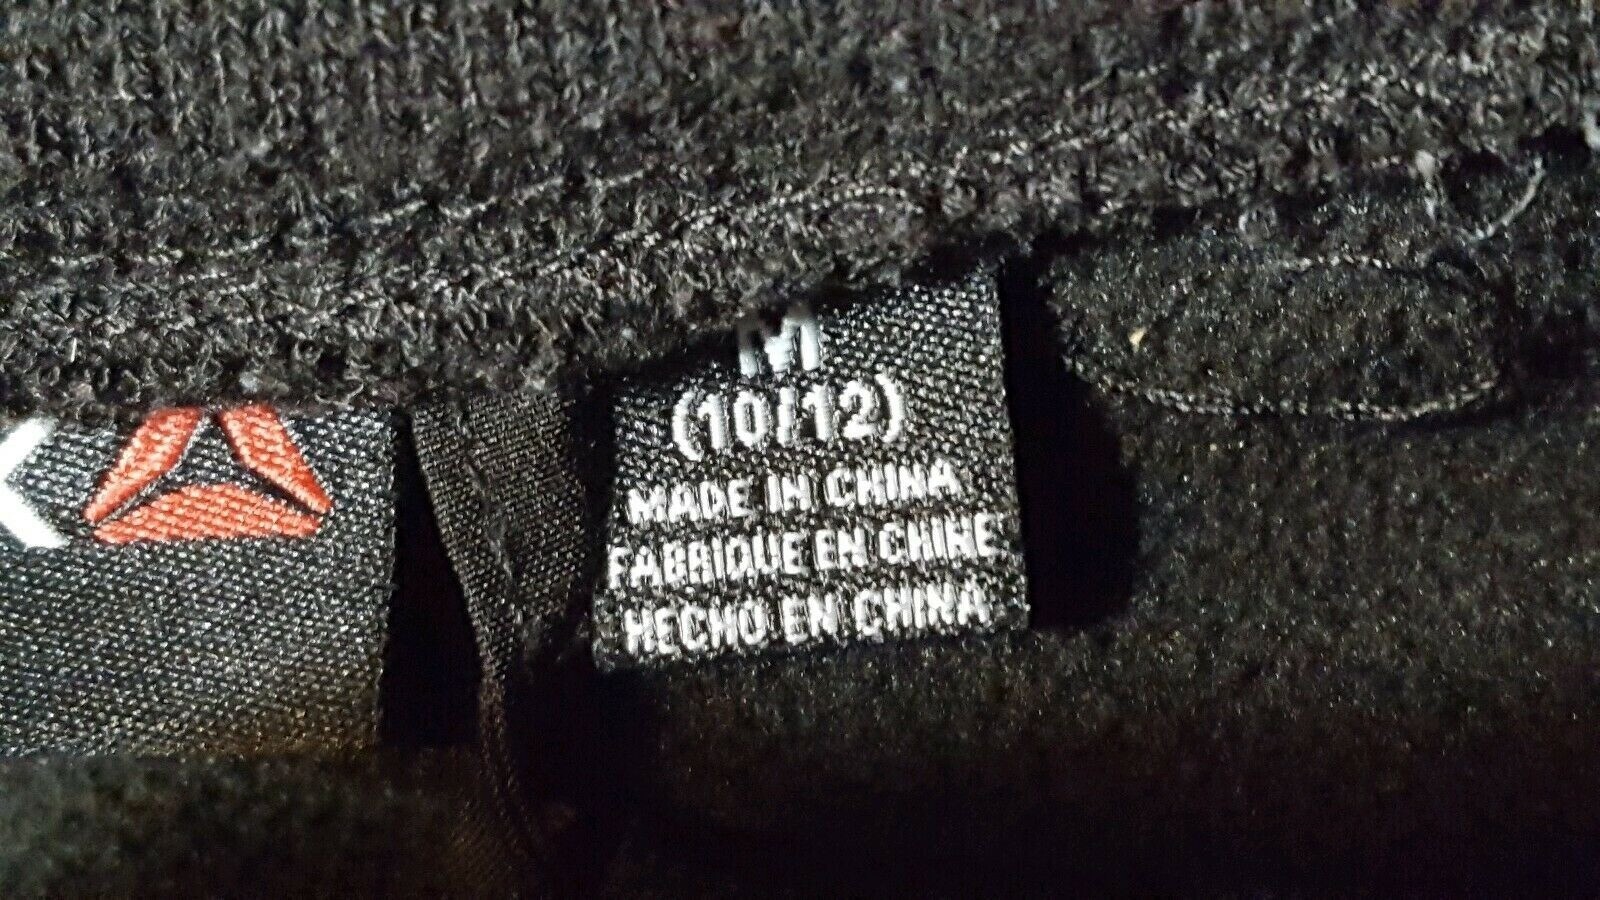 K
M
(10/12)
MADE IN CHINA
FABRIQUE EN CHINE
HECHO EN CHINA